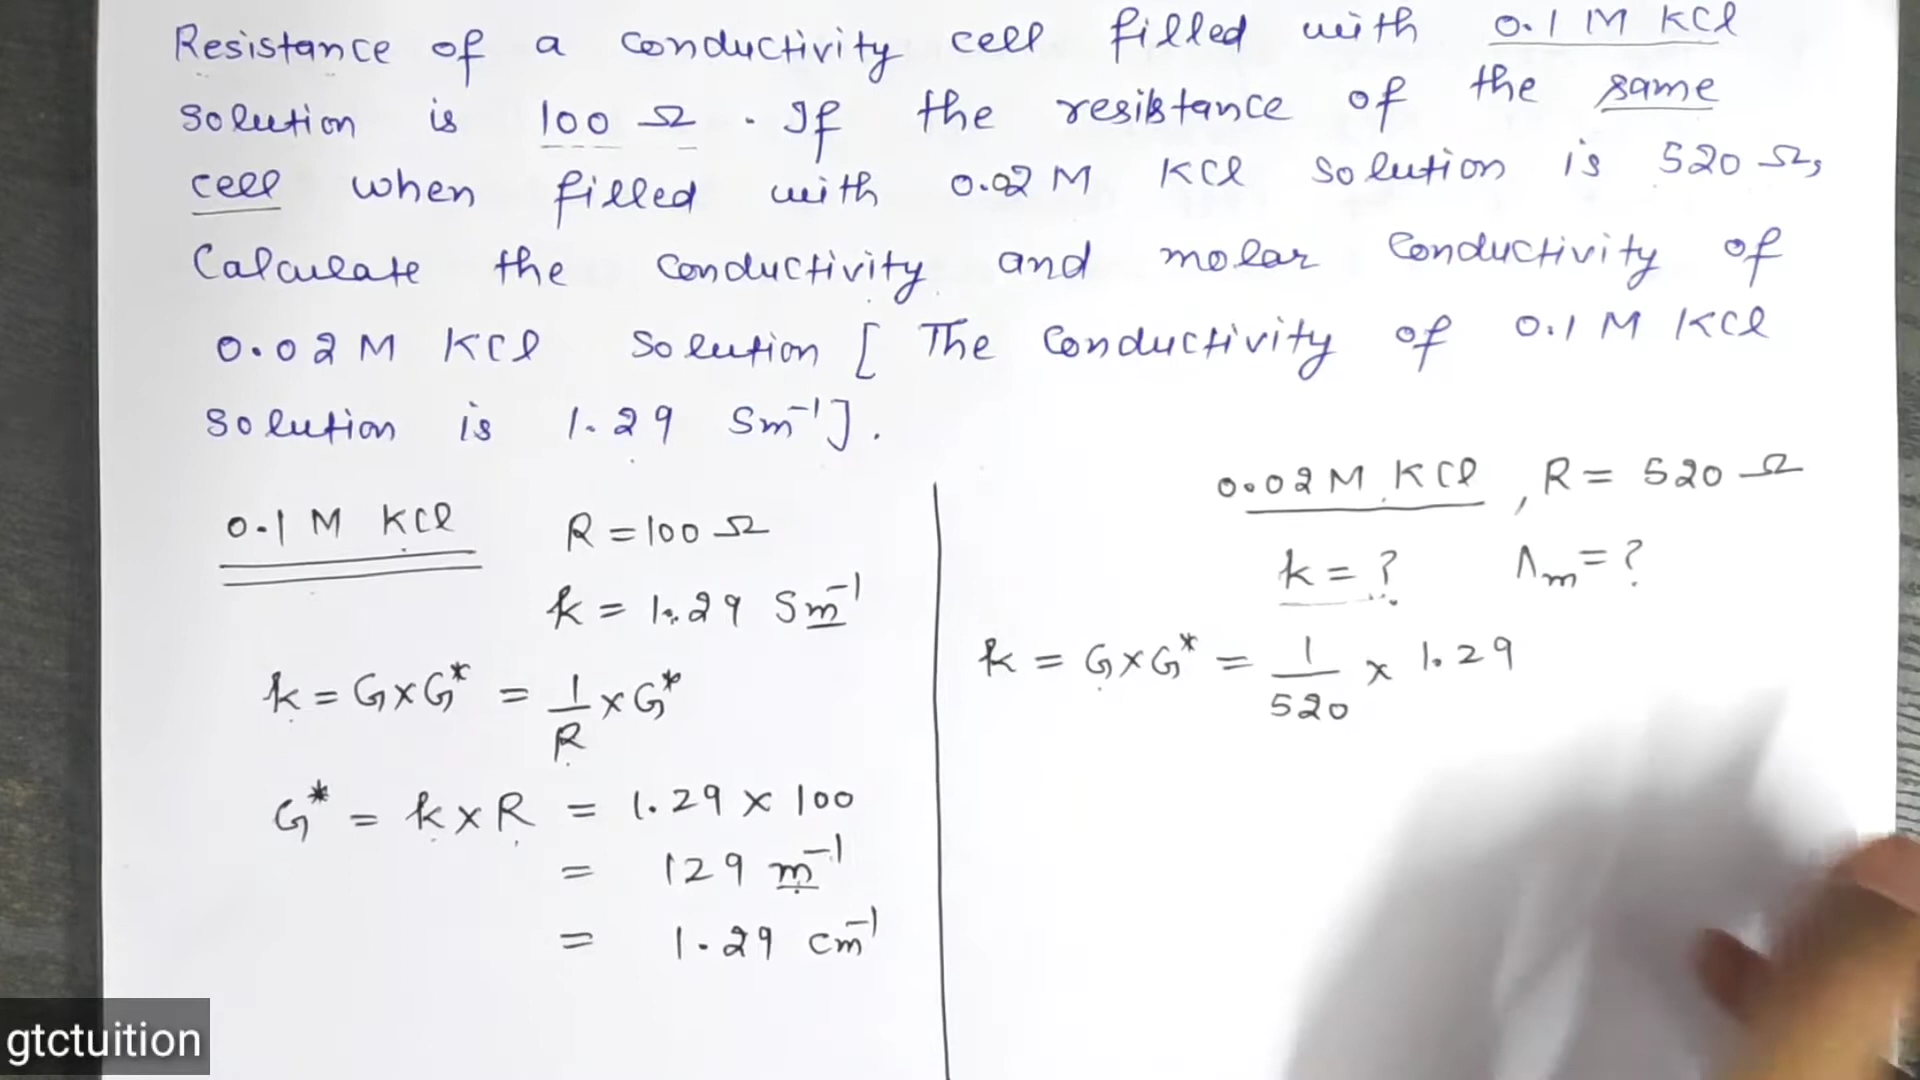 Resistance of a conductivity cell filled with 0.1 M KCl
solution is 100 Ω. If the resistance of the same
cell when filled with 0.02 M KCl solution is 520 Ω,
Calculate the conductivity and molar conductivity of
0.02 M KCl solution [ The conductivity of 0.1 M KCl
solution is 1.29 Sm⁻¹].
0.1 M KCl R = 100 Ω
k = 1.29 Sm⁻¹
k = G×G* = 1/R × G*
G* = k×R = 1.29 × 100
= 129 m⁻¹
= 1.29 cm⁻¹
0.02 M KCl, R = 520 Ω
k = ? Λm = ?
k = G×G* = 1/520 × 1.29
gtctuition